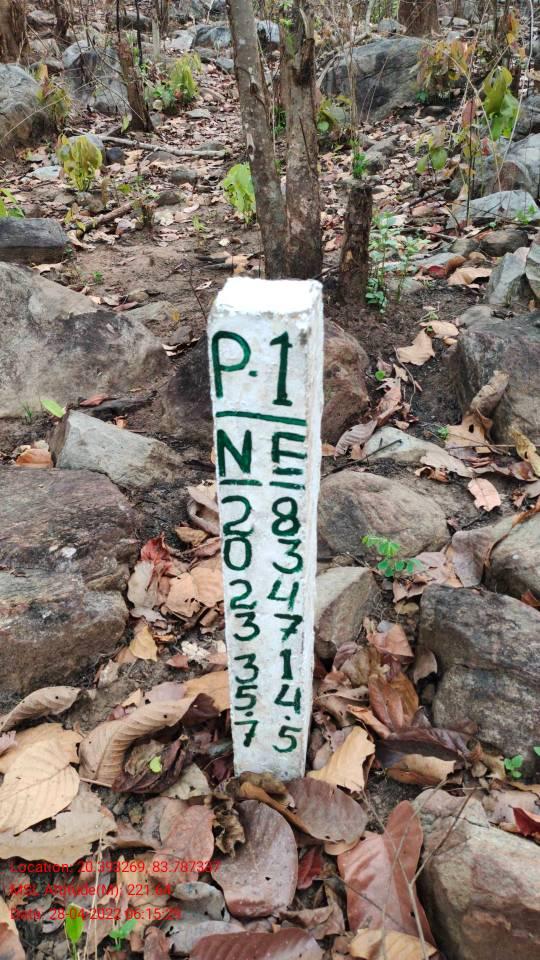 P. 1
N E
2 8
0 3
2 4
3 7
3 1
5. 4.
7 5
Location: 20.393269, 83.787337
MSL Altitude(M): 221.64
Date: 28-04-2022 06:15:29